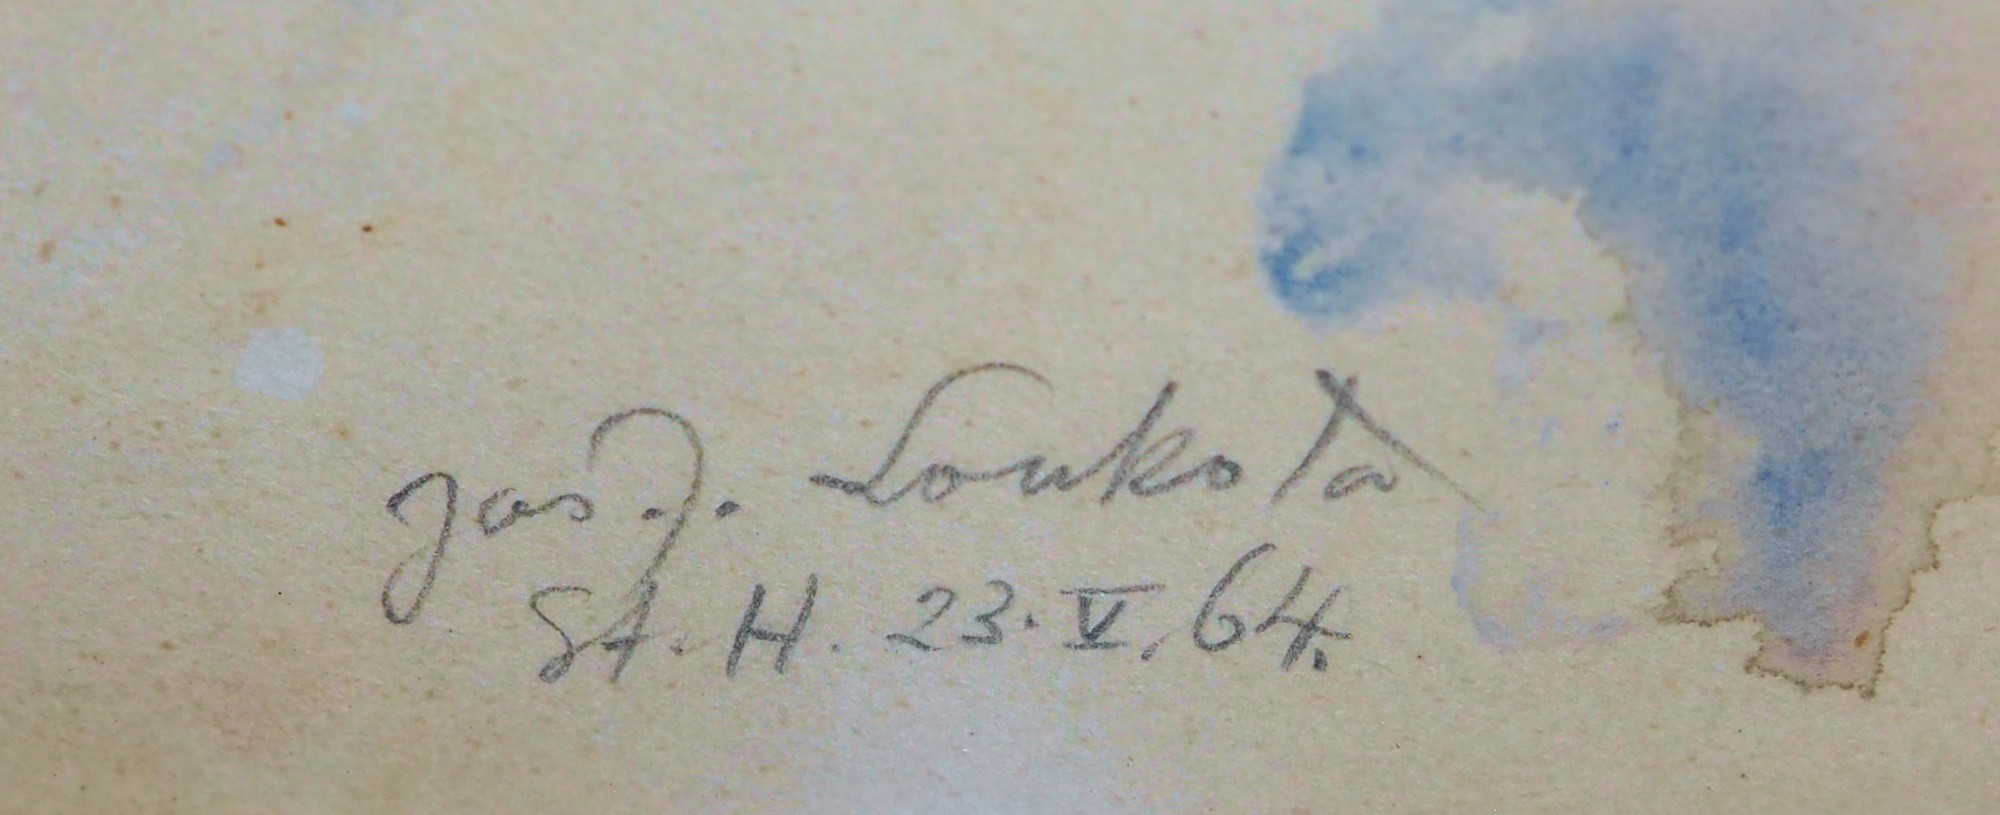 Jos. J. Loukota
St. H. 23. V. 64.